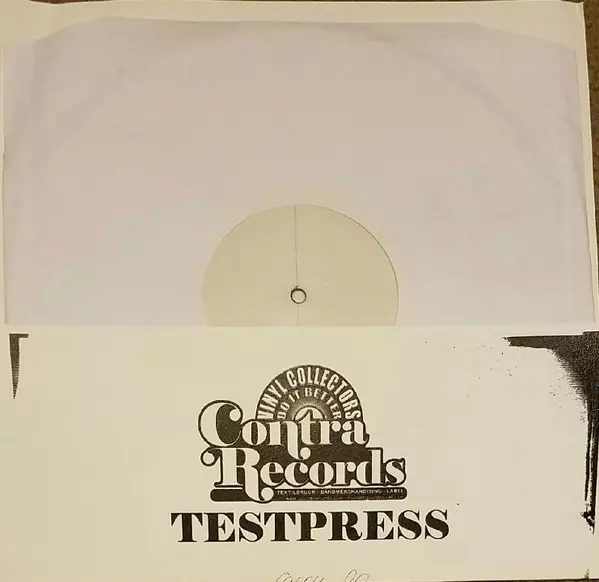 VINYL COLLECTORS
DO IT BETTER
Contra
Records
TEXTILDRUCK · BANDMERCHANDISING · LABEL
TESTPRESS